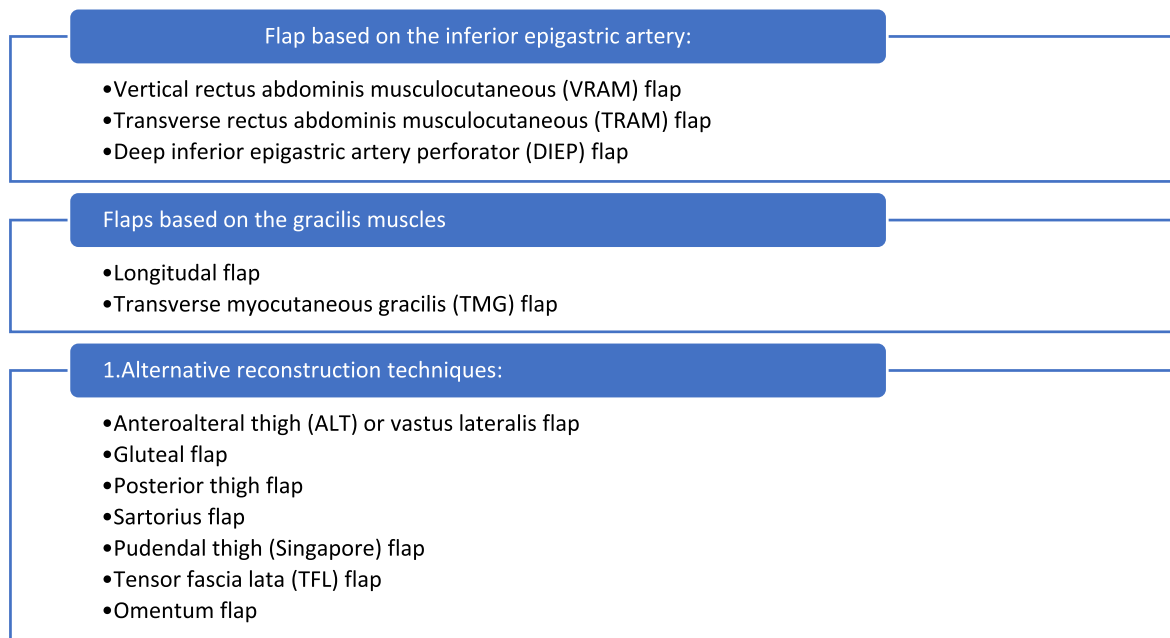 Flap based on the inferior epigastric artery:
•Vertical rectus abdominis musculocutaneous (VRAM) flap
•Transverse rectus abdominis musculocutaneous (TRAM) flap
•Deep inferior epigastric artery perforator (DIEP) flap
Flaps based on the gracilis muscles
•Longitudal flap
•Transverse myocutaneous gracilis (TMG) flap
1.Alternative reconstruction techniques:
•Anteroalteral thigh (ALT) or vastus lateralis flap
•Gluteal flap
•Posterior thigh flap
•Sartorius flap
•Pudendal thigh (Singapore) flap
•Tensor fascia lata (TFL) flap
•Omentum flap